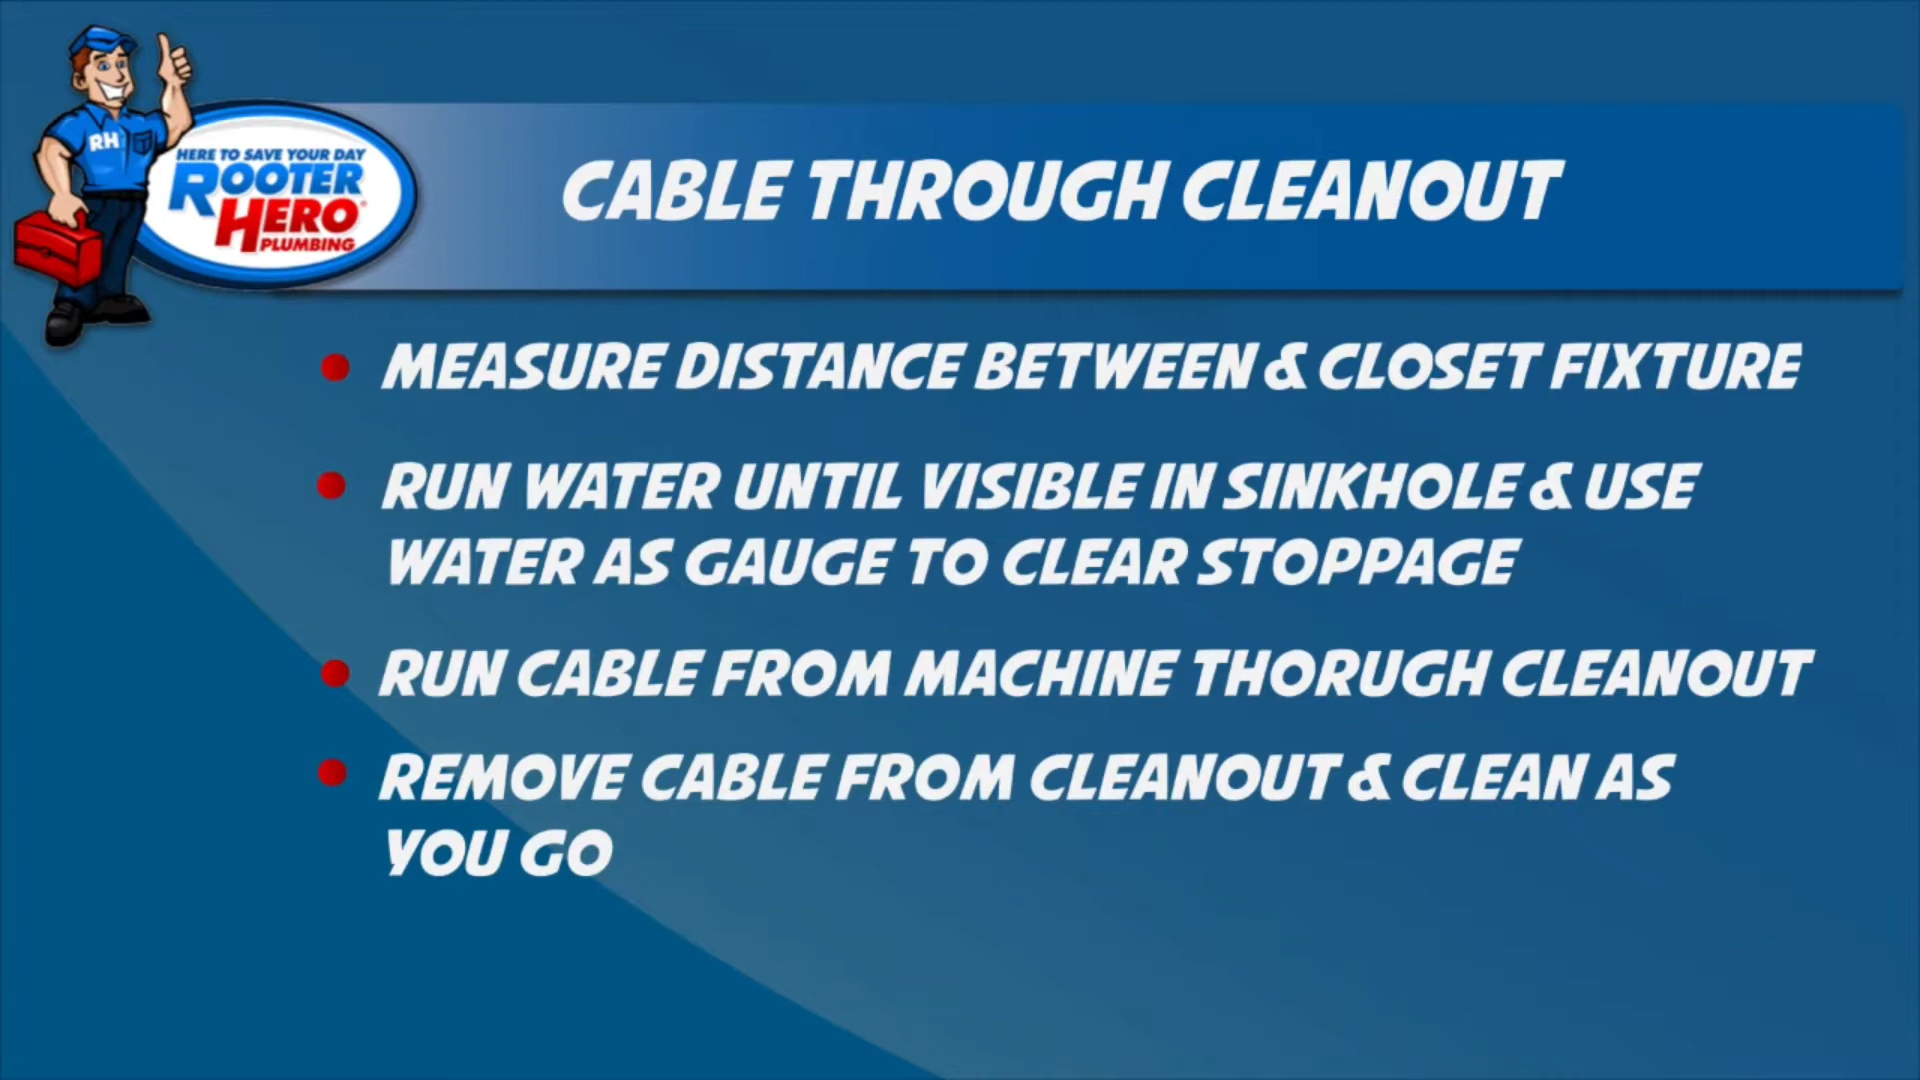 RH
HERE TO SAVE YOUR DAY
ROOTER
HERO®
PLUMBING
CABLE THROUGH CLEANOUT
MEASURE DISTANCE BETWEEN & CLOSET FIXTURE
RUN WATER UNTIL VISIBLE IN SINKHOLE & USE
WATER AS GAUGE TO CLEAR STOPPAGE
RUN CABLE FROM MACHINE THORUGH CLEANOUT
REMOVE CABLE FROM CLEANOUT & CLEAN AS
YOU GO